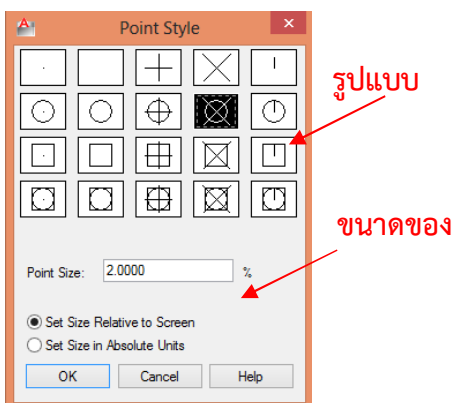 Point Style
รูปแบบ
ขนาดของ
Point Size: 2.0000 %
Set Size Relative to Screen
Set Size in Absolute Units
OK Cancel Help